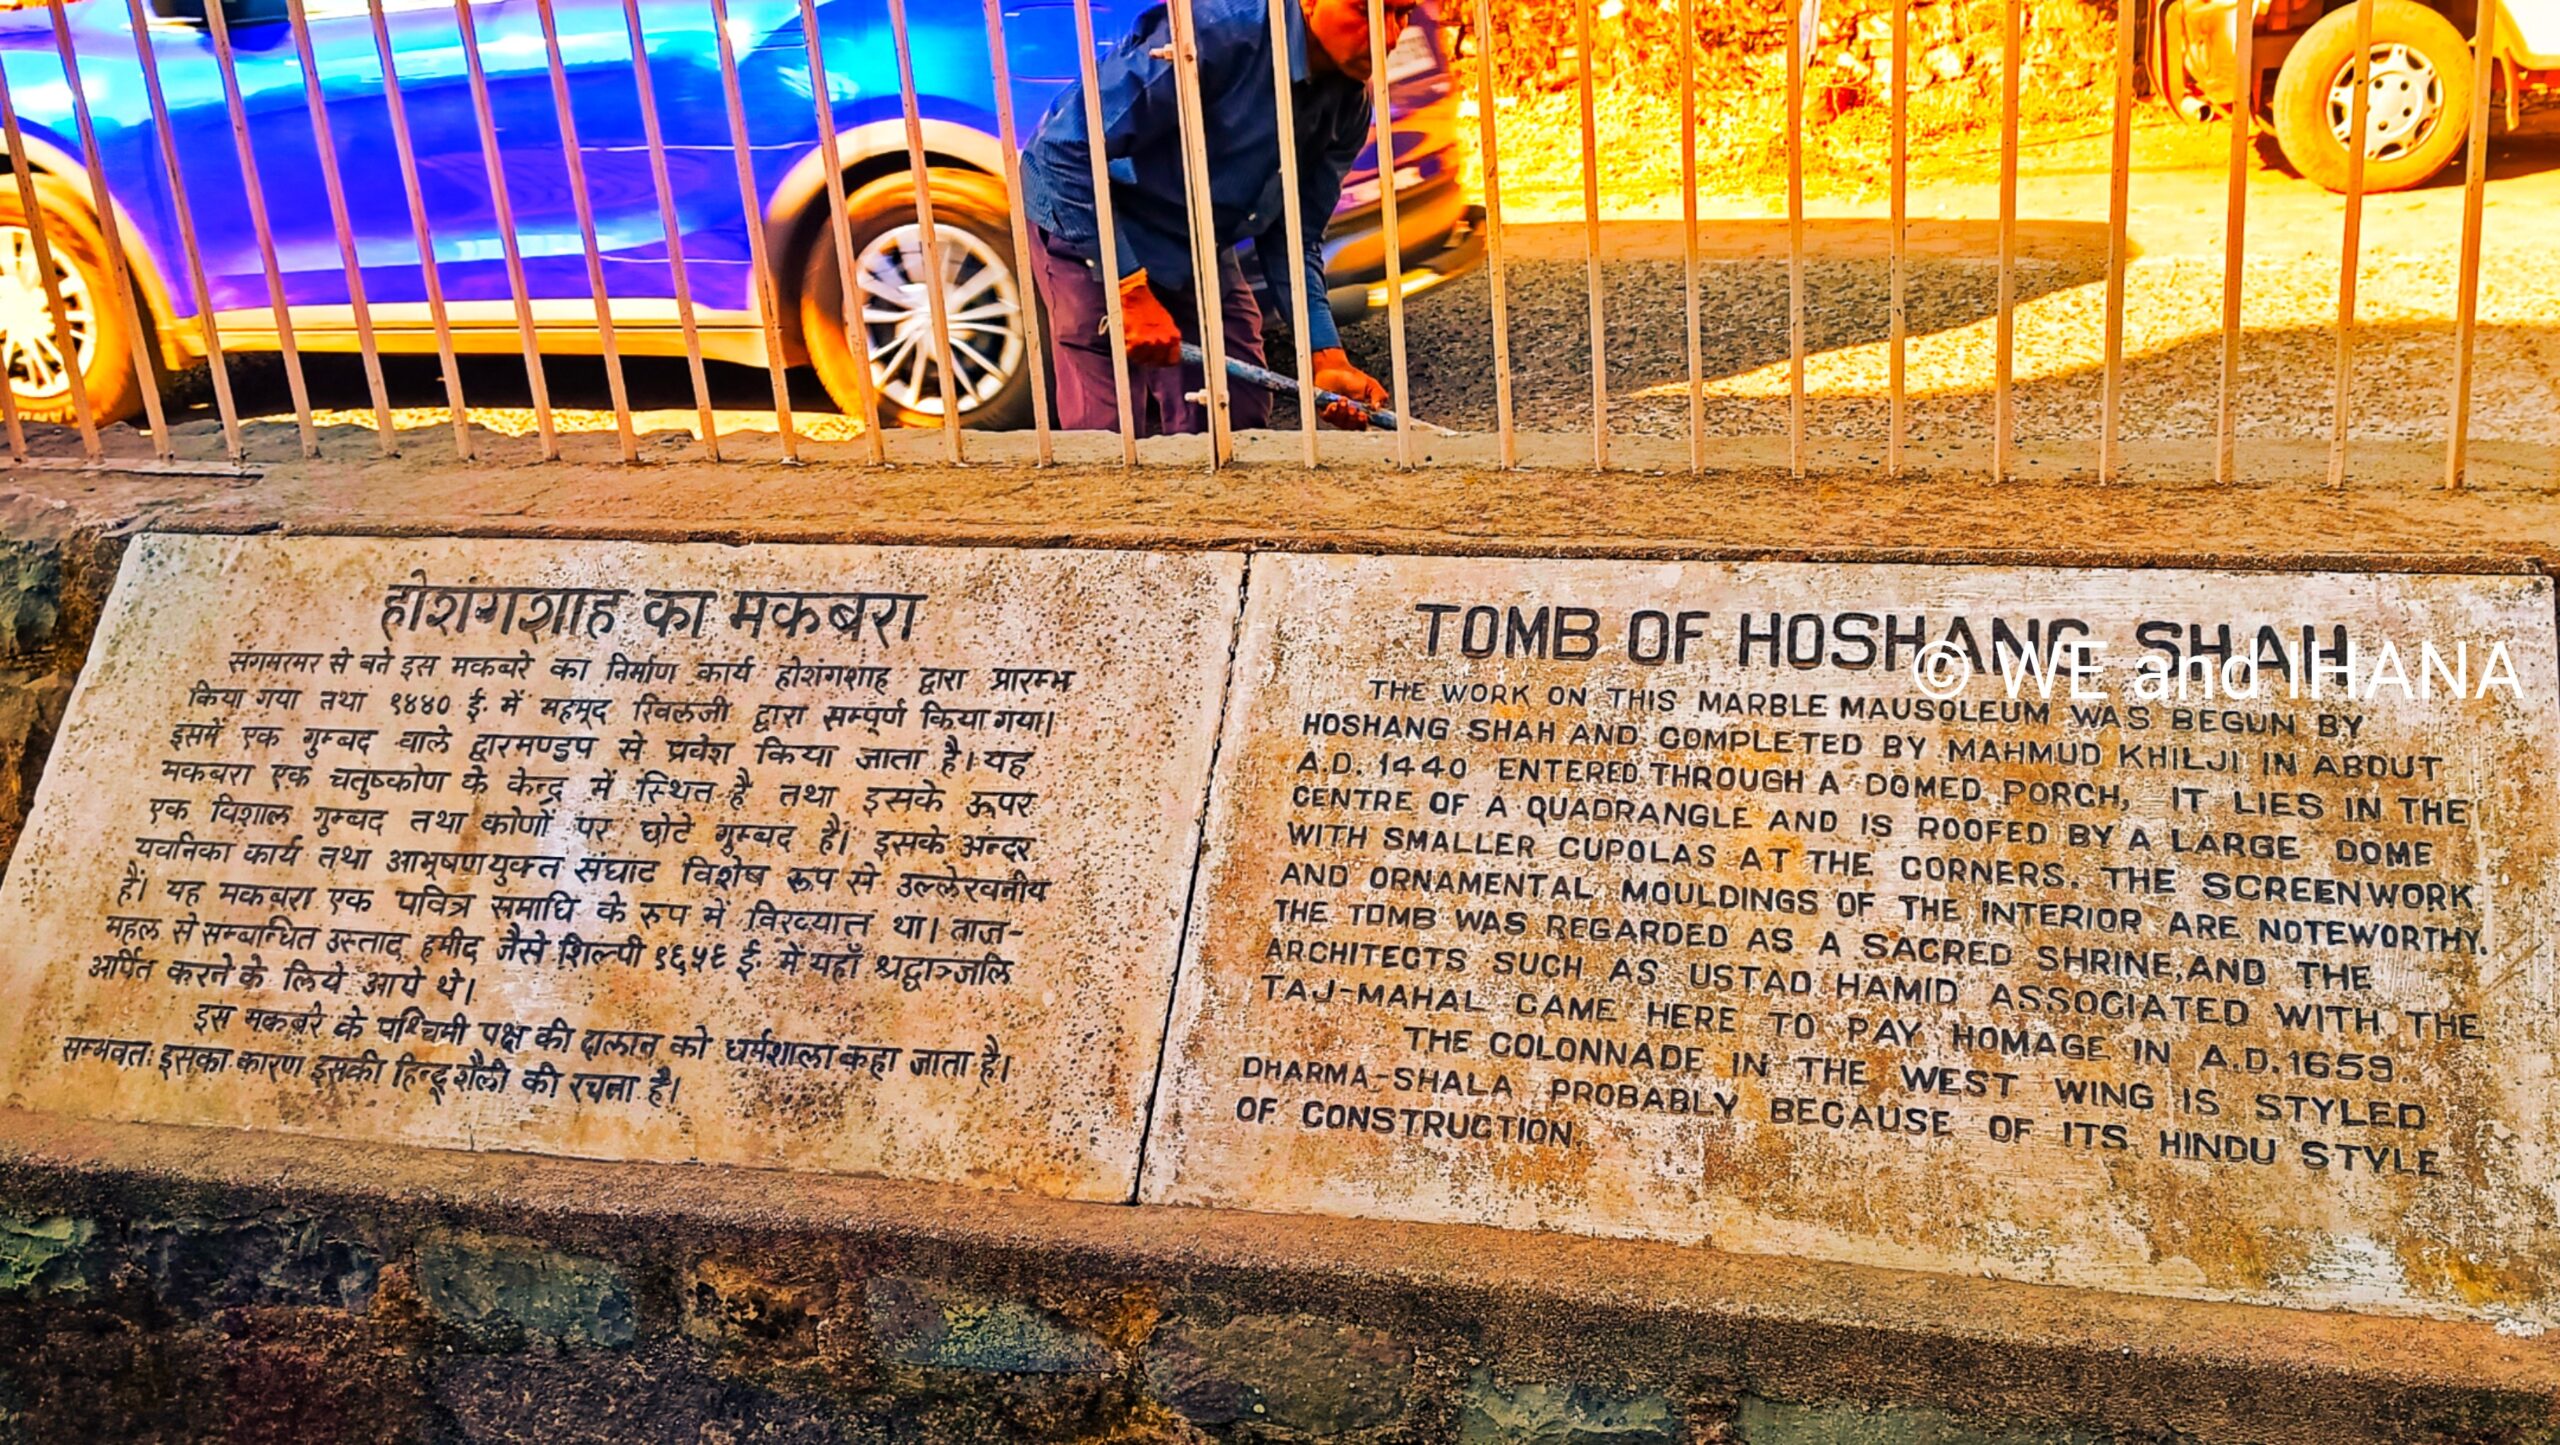 होशंगशाह का मकबरा
संगमरमर से बने इस मकबरे का निर्माण कार्य होशंगशाह द्वारा प्रारम्भ
किया गया तथा १४४० ई. में महमूद खिलजी द्वारा सम्पूर्ण किया गया।
इसमें एक गुम्बद वाले द्वारमण्डप से प्रवेश किया जाता है। यह
मकबरा एक चतुष्कोण के केन्द्र में स्थित है तथा इसके ऊपर
एक विशाल गुम्बद तथा कोणों पर छोटे गुम्बद हैं। इसके अन्दर
यवनिका कार्य तथा आभूषणयुक्त संघाट विशेष रूप से उल्लेखनीय
हैं। यह मकबरा एक पवित्र समाधि के रूप में विख्यात था। ताज-
महल से सम्बान्धित उस्ताद हमीद जैसे शिल्पी १६५६ ई. में यहाँ श्रद्धाञ्जलि
अर्पित करने के लिये आये थे।
इस मकबरे के पश्चिमी पक्ष की दालान को धर्मशाला कहा जाता है।
सम्भवतः इसका कारण इसकी हिन्दू शैली की रचना है।
TOMB OF HOSHANG SHAH
THE WORK ON THIS MARBLE MAUSOLEUM WAS BEGUN BY
HOSHANG SHAH AND COMPLETED BY MAHMUD KHILJI IN ABOUT
A.D. 1440 ENTERED THROUGH A DOMED PORCH, IT LIES IN THE
CENTRE OF A QUADRANGLE AND IS ROOFED BY A LARGE DOME
WITH SMALLER CUPOLAS AT THE CORNERS. THE SCREENWORK
AND ORNAMENTAL MOULDINGS OF THE INTERIOR ARE NOTEWORTHY.
THE TOMB WAS REGARDED AS A SACRED SHRINE, AND THE
ARCHITECTS SUCH AS USTAD HAMID ASSOCIATED WITH THE
TAJ-MAHAL CAME HERE TO PAY HOMAGE IN A.D. 1659.
THE COLONNADE IN THE WEST WING IS STYLED
DHARMA-SHALA PROBABLY BECAUSE OF ITS HINDU STYLE
OF CONSTRUCTION.
© WE and IHANA